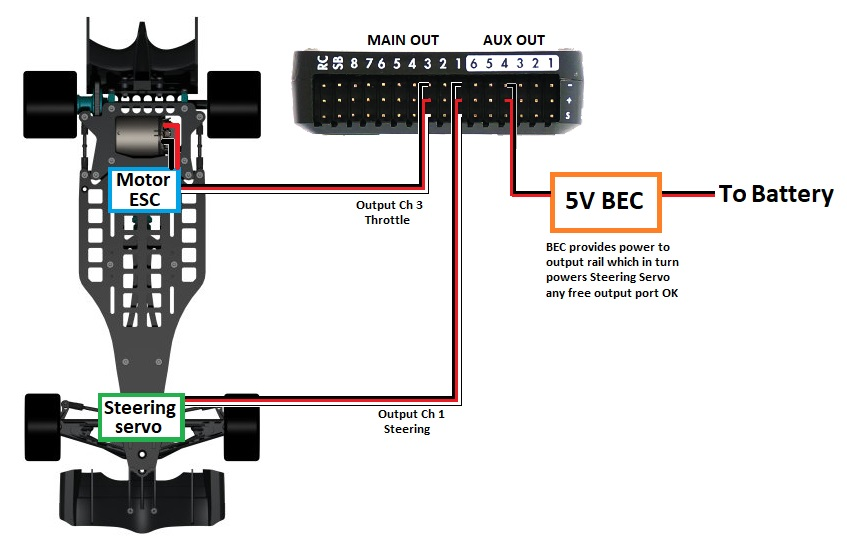 MAIN OUT
AUX OUT
RC SB 8 7 6 5 4 3 2 1 6 5 4 3 2 1
-
+
S
Motor
ESC
Output Ch 3
Throttle
5V BEC
To Battery
BEC provides power to
output rail which in turn
powers Steering Servo
any free output port OK
Steering
servo
Output Ch 1
Steering